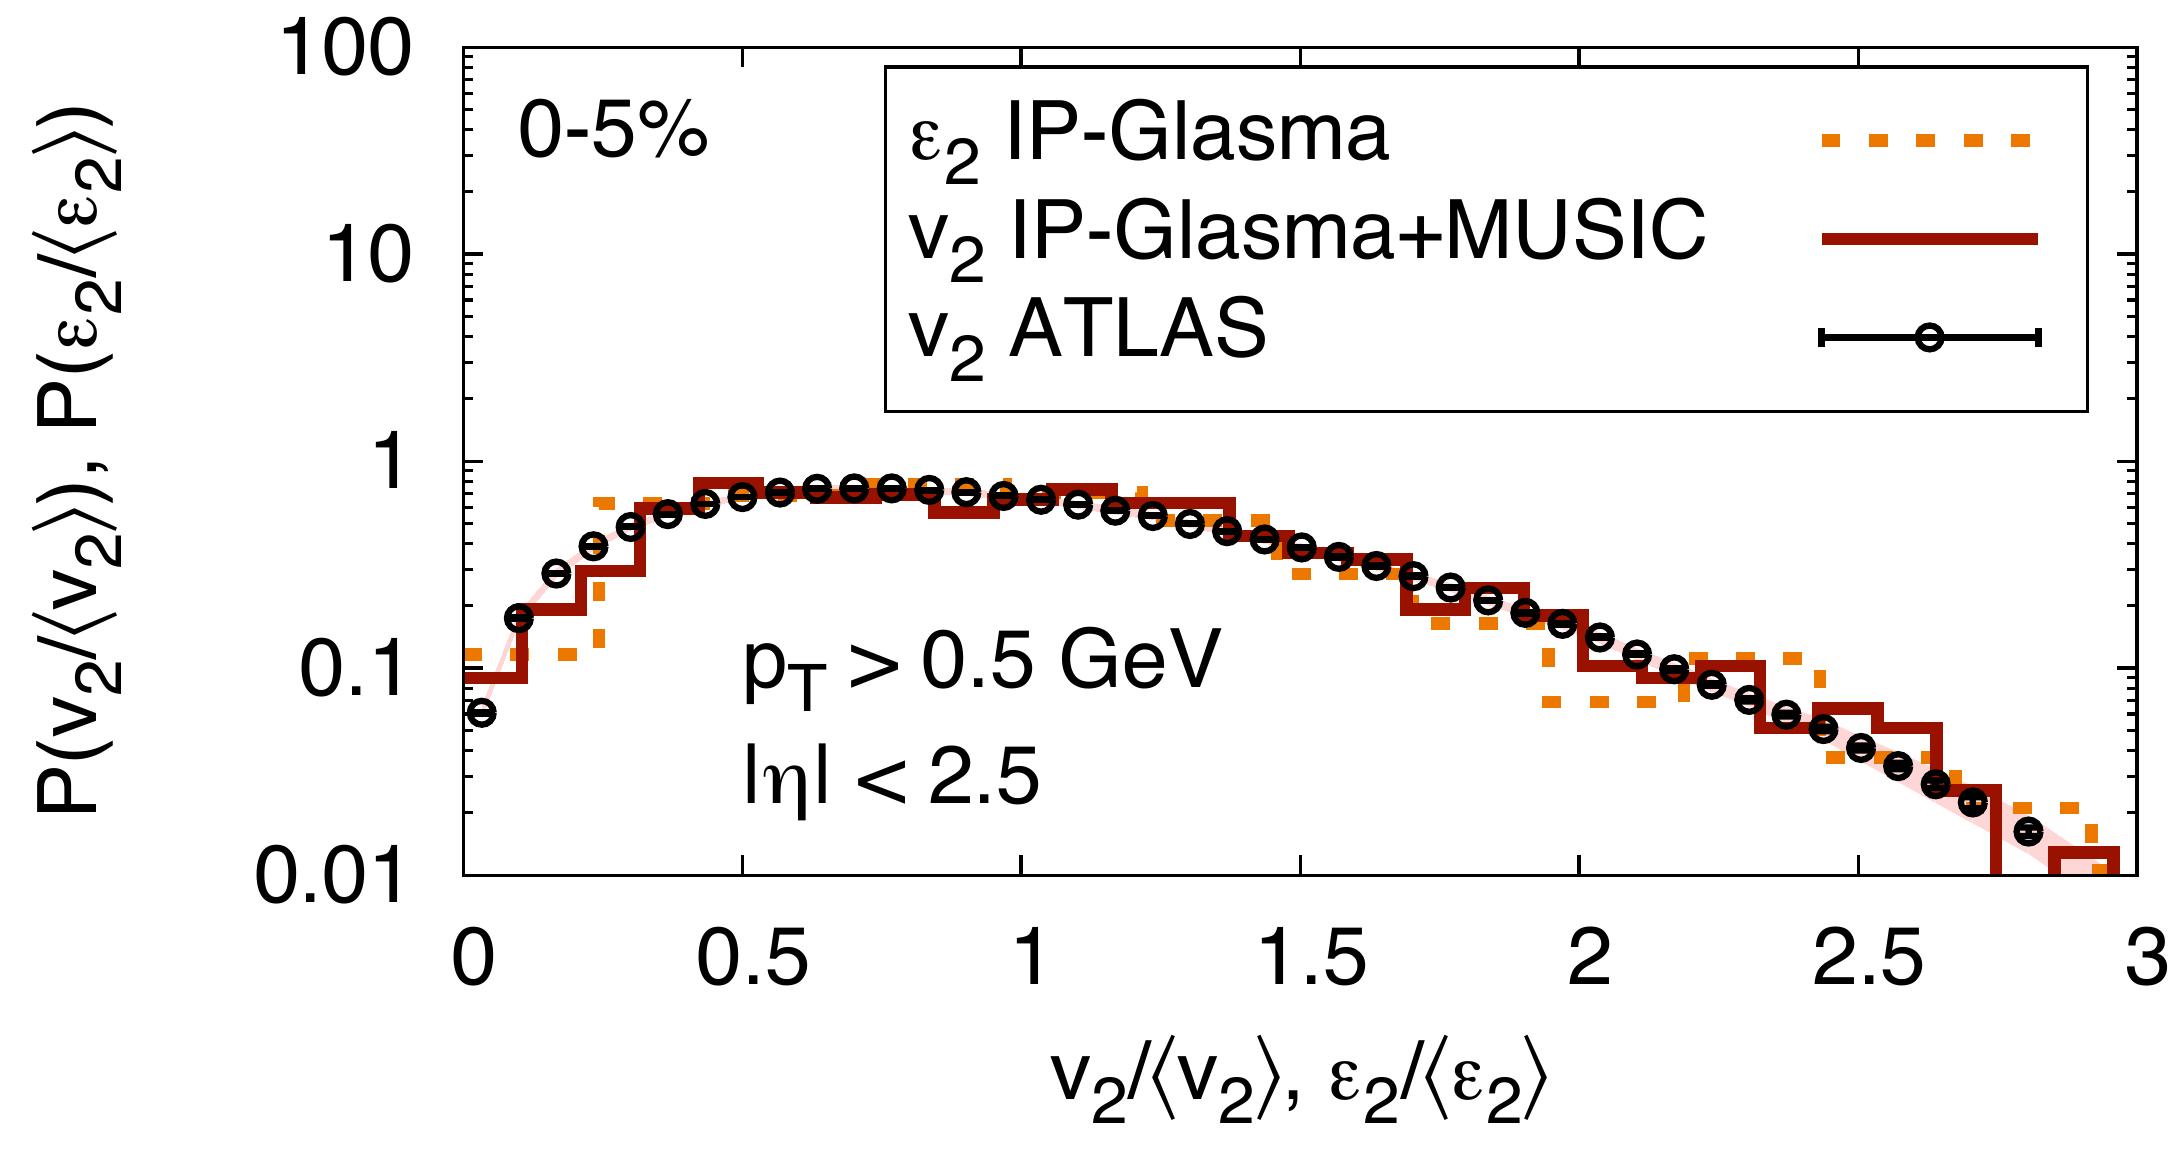 P(v₂/⟨v₂⟩), P(ε₂/⟨ε₂⟩)
100
10
1
0.1
0.01
0-5%
ε₂ IP-Glasma
v₂ IP-Glasma+MUSIC
v₂ ATLAS
p_T > 0.5 GeV
|η| < 2.5
0 0.5 1 1.5 2 2.5 3
v₂/⟨v₂⟩, ε₂/⟨ε₂⟩